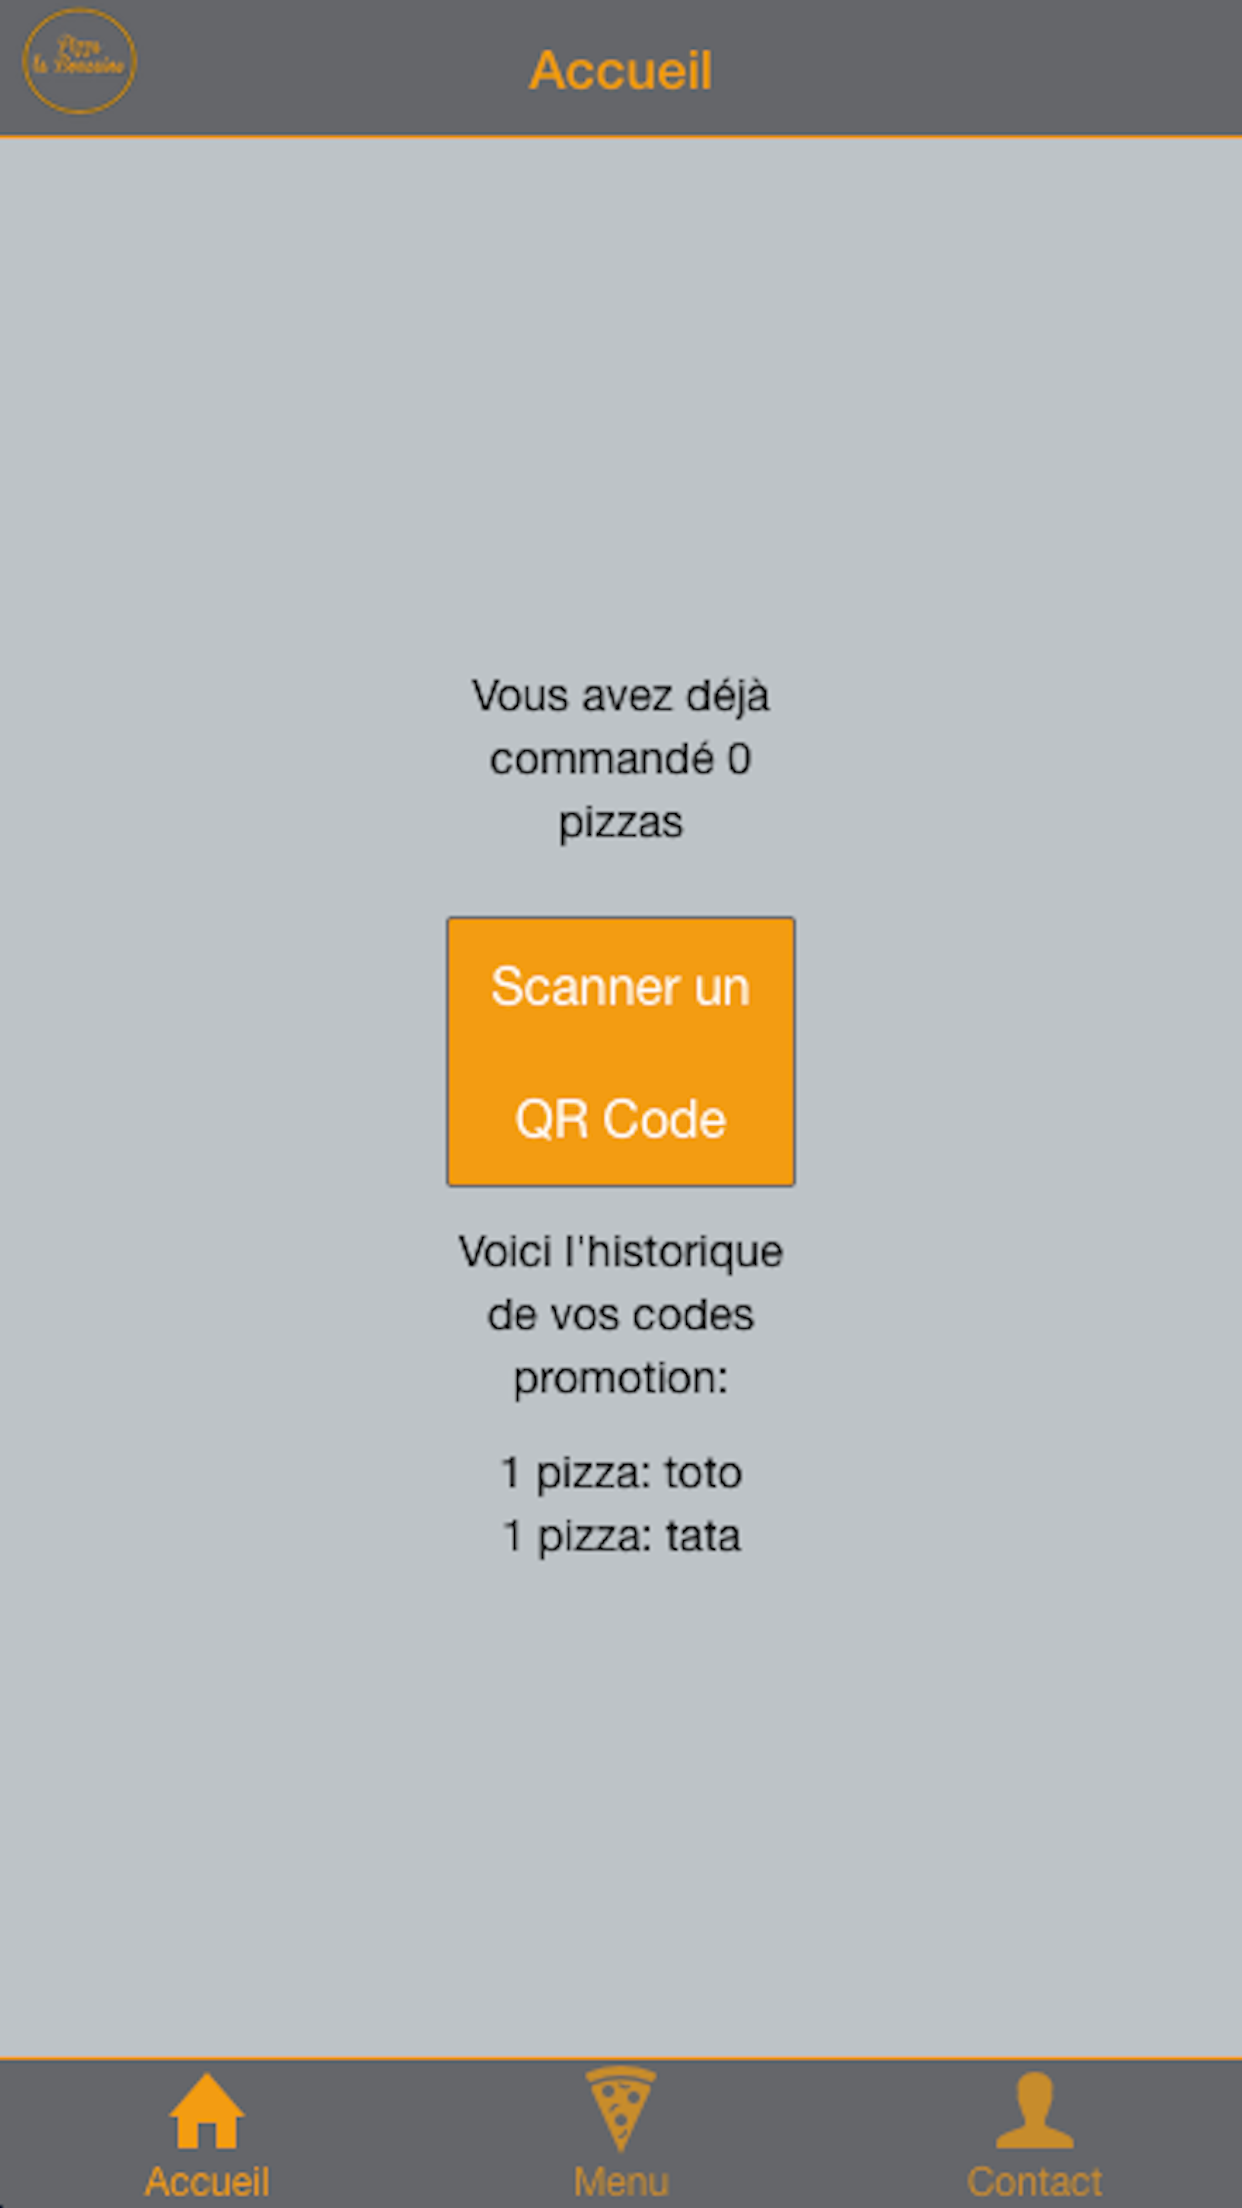 Pizza
la
Accueil
Vous avez déjà
commandé 0
pizzas
Scanner un
QR Code
Voici l'historique
de vos codes
promotion:
1 pizza: toto
1 pizza: tata
Accueil
Menu
Contact